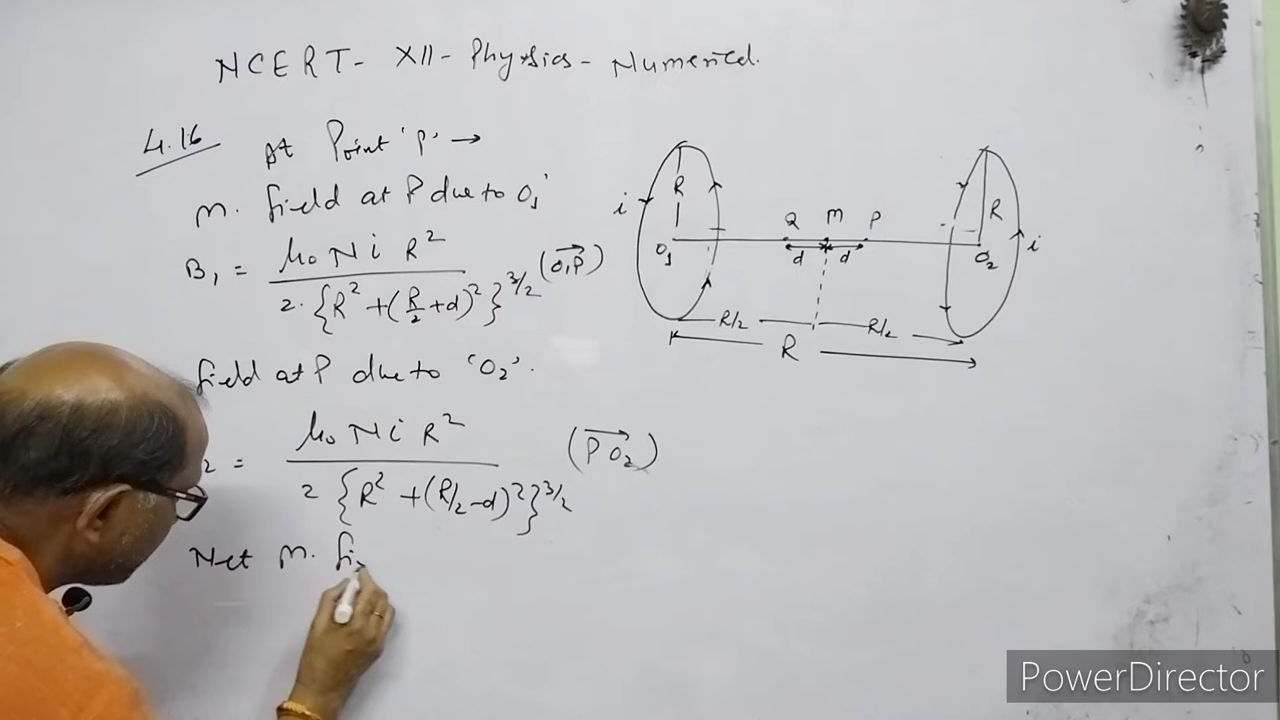 NCERT- XII - Physics - Numerical.
4.16
At Point 'P' →
M. field at P due to O₁'
B₁ = μ₀ N i R² / 2·{R² + (R/2 + d)²}^3/2 (O₁P→)
field at P due to 'O₂'.
₂ = μ₀ N i R² / 2 {R² + (R/2 - d)²}^3/2 (PO₂→)
Net M. fi
i R R i
O₁ Q M P O₂
d d
R/2 R/2
R
PowerDirector